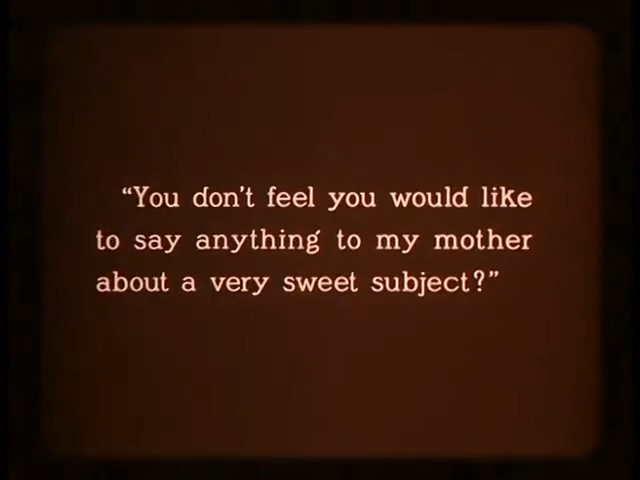 “You don't feel you would like
to say anything to my mother
about a very sweet subject?”